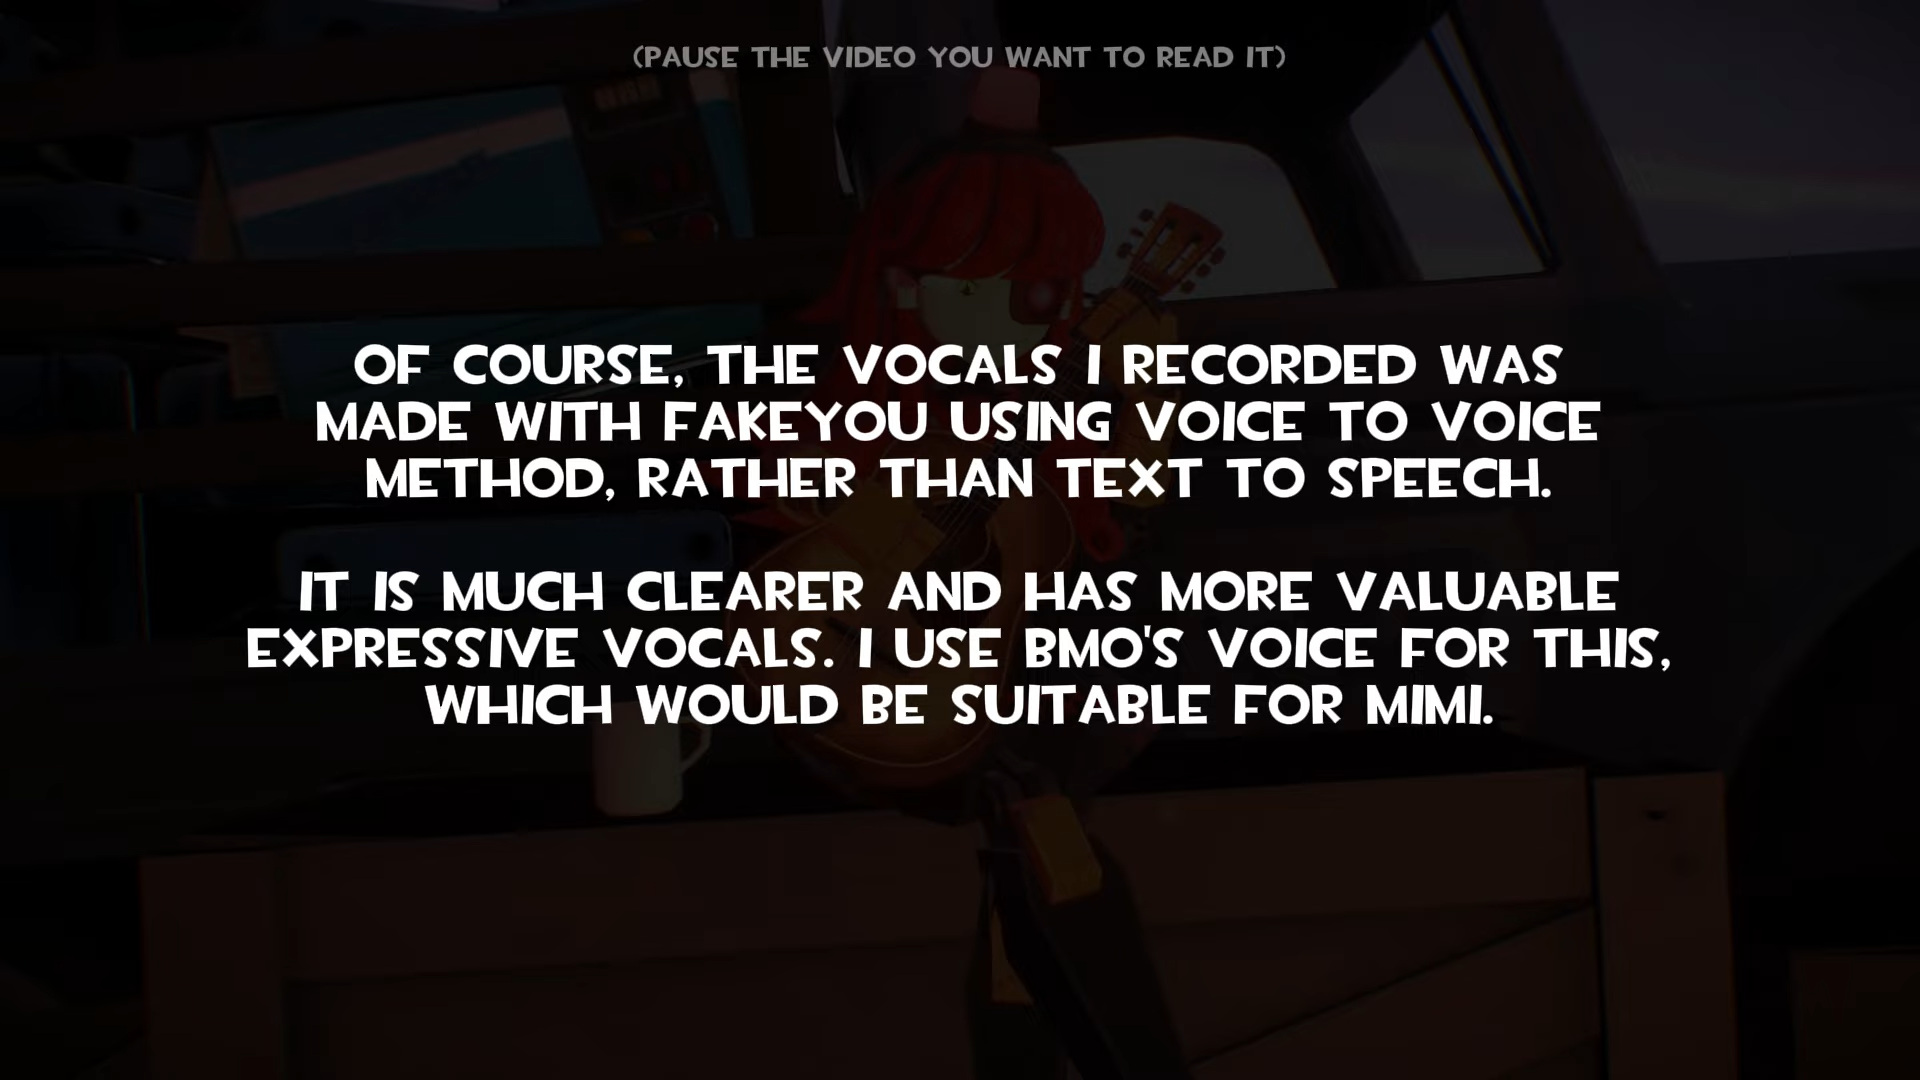 (PAUSE THE VIDEO YOU WANT TO READ IT)
OF COURSE, THE VOCALS I RECORDED WAS
MADE WITH FAKEYOU USING VOICE TO VOICE
METHOD, RATHER THAN TEXT TO SPEECH.
IT IS MUCH CLEARER AND HAS MORE VALUABLE
EXPRESSIVE VOCALS. I USE BMO'S VOICE FOR THIS,
WHICH WOULD BE SUITABLE FOR MIMI.